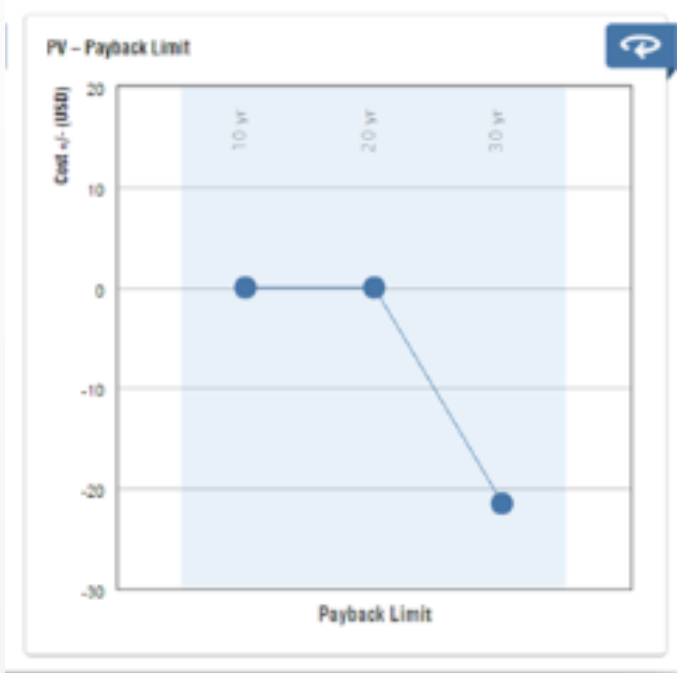 PV – Payback Limit
Cost +/- (USD)
20
10
0
-10
-20
-30
10 yr
20 yr
30 yr
Payback Limit